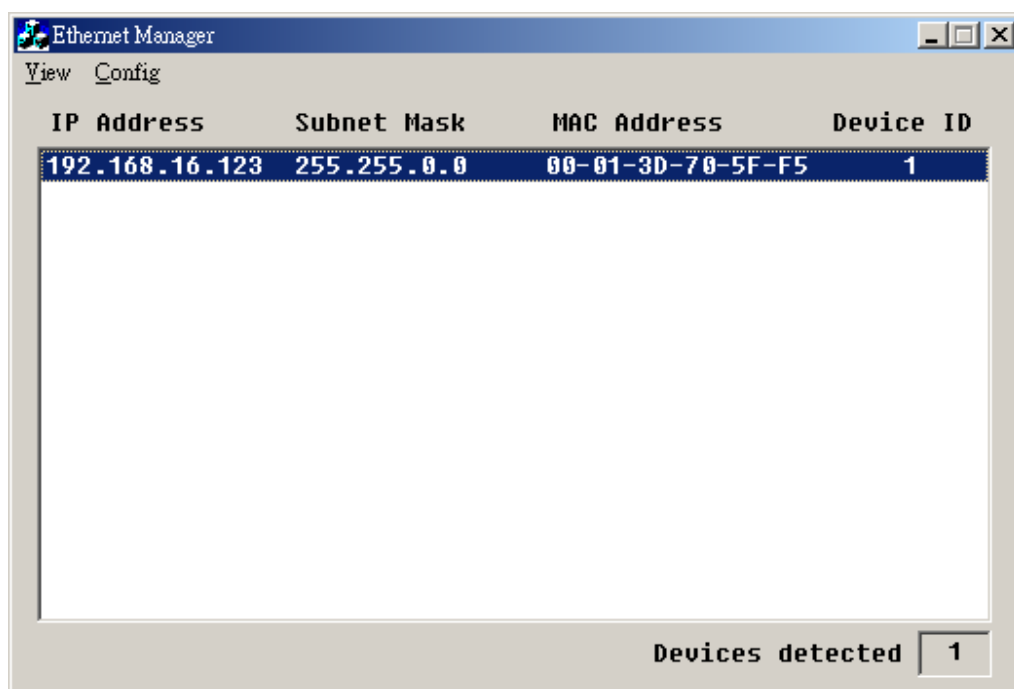 Ethernet Manager
View Config
IP Address Subnet Mask MAC Address Device ID
192.168.16.123 255.255.0.0 00-01-3D-70-5F-F5 1
Devices detected 1